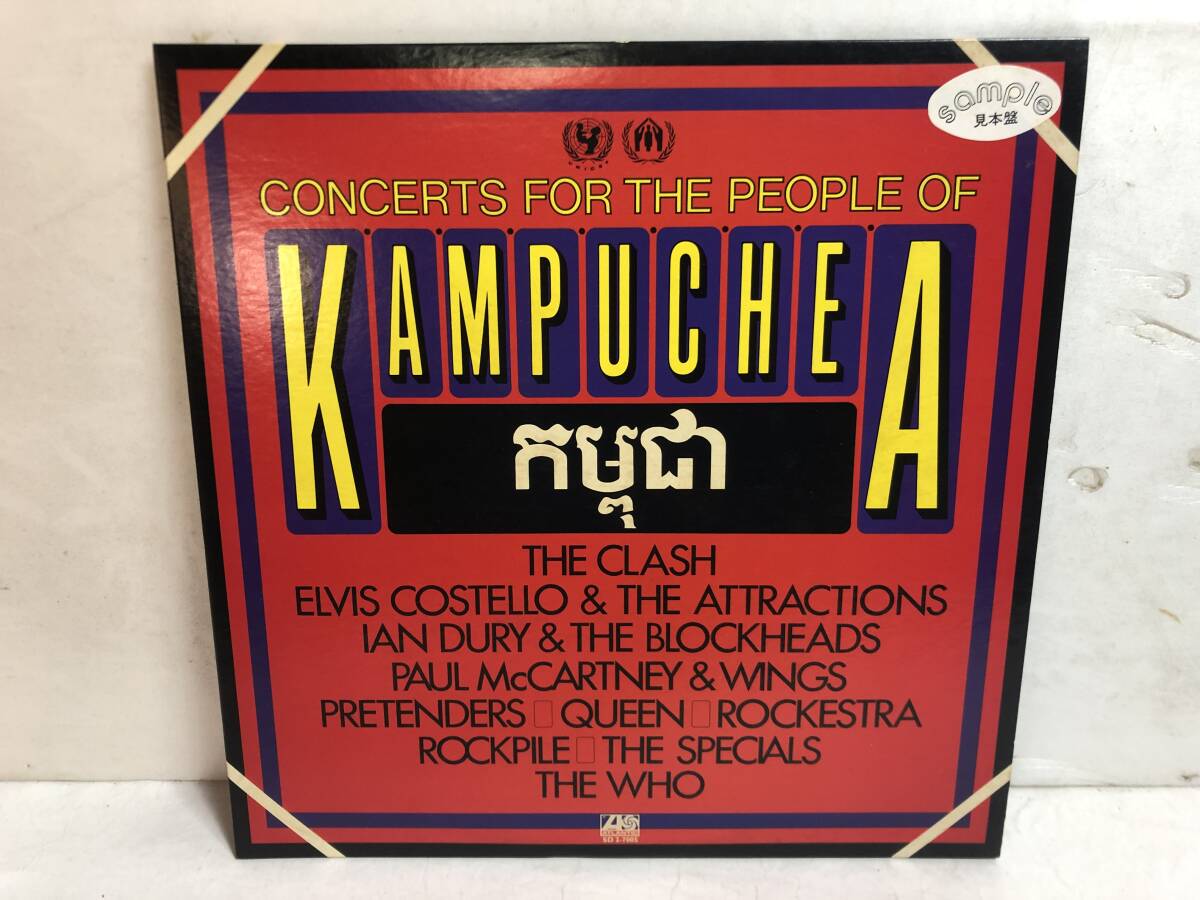 sample
見本盤
CONCERTS FOR THE PEOPLE OF
KAMPUCHEA
កម្ពុជា
THE CLASH
ELVIS COSTELLO & THE ATTRACTIONS
IAN DURY & THE BLOCKHEADS
PAUL McCARTNEY & WINGS
PRETENDERS QUEEN ROCKESTRA
ROCKPILE THE SPECIALS
THE WHO
ATLANTIC